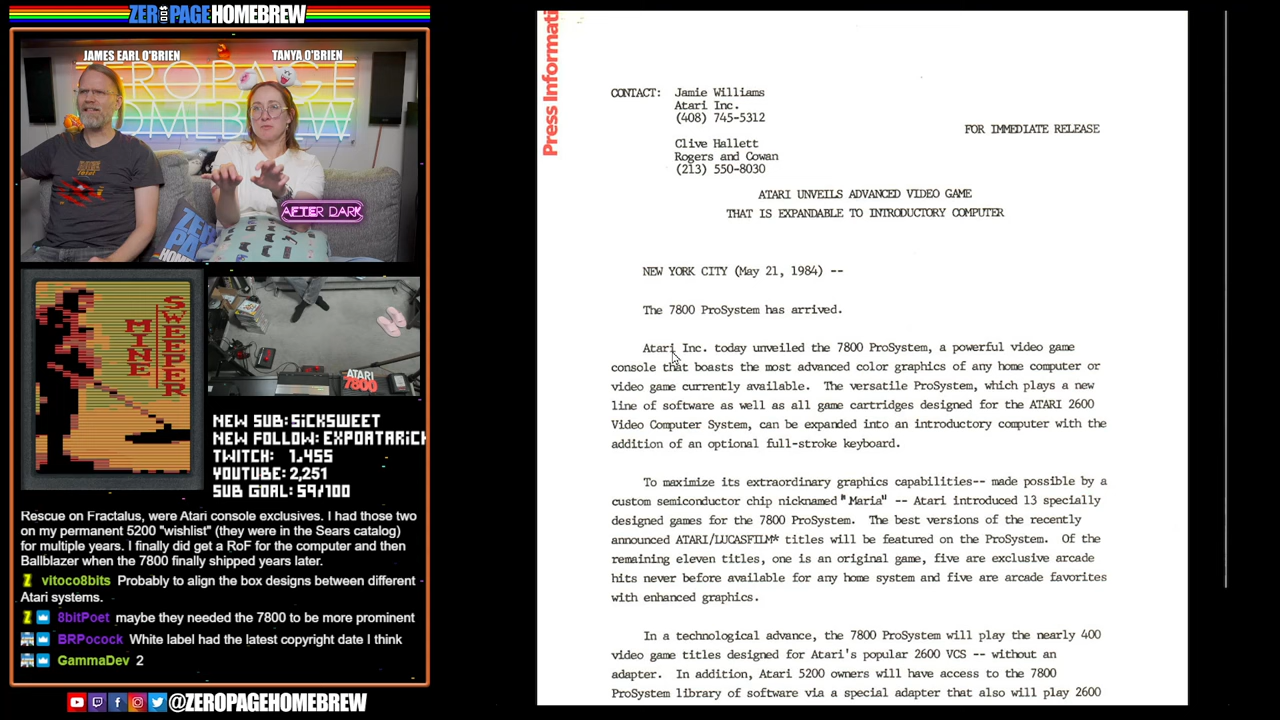 ZEROPAGE HOMEBREW
JAMES EARL O'BRIEN
TANYA O'BRIEN
ZEROPAGE
HOMEBREW
AFTER DARK
MINE
SWEEPER
ATARI
7800
NEW SUB: SICKSWEET
NEW FOLLOW: EXPOATARICH
TWITCH: 1,455
YOUTUBE: 2,251
SUB GOAL: 59/100
Rescue on Fractalus, were Atari console exclusives. I had those two
on my permanent 5200 "wishlist" (they were in the Sears catalog)
for multiple years. I finally did get a RoF for the computer and then
Ballblazer when the 7800 finally shipped years later.
vitoco8bits Probably to align the box designs between different
Atari systems.
8bitPoet maybe they needed the 7800 to be more prominent
BRPocock White label had the latest copyright date I think
GammaDev 2
@ZEROPAGEHOMEBREW
Press Informati
CONTACT: Jamie Williams
Atari Inc.
(408) 745-5312
Clive Hallett
Rogers and Cowan
(213) 550-8030
FOR IMMEDIATE RELEASE
ATARI UNVEILS ADVANCED VIDEO GAME
THAT IS EXPANDABLE TO INTRODUCTORY COMPUTER
NEW YORK CITY (May 21, 1984) --
The 7800 ProSystem has arrived.
Atari Inc. today unveiled the 7800 ProSystem, a powerful video game
console that boasts the most advanced color graphics of any home computer or
video game currently available. The versatile ProSystem, which plays a new
line of software as well as all game cartridges designed for the ATARI 2600
Video Computer System, can be expanded into an introductory computer with the
addition of an optional full-stroke keyboard.
To maximize its extraordinary graphics capabilities-- made possible by a
custom semiconductor chip nicknamed "Maria" -- Atari introduced 13 specially
designed games for the 7800 ProSystem. The best versions of the recently
announced ATARI/LUCASFILM* titles will be featured on the ProSystem. Of the
remaining eleven titles, one is an original game, five are exclusive arcade
hits never before available for any home system and five are arcade favorites
with enhanced graphics.
In a technological advance, the 7800 ProSystem will play the nearly 400
video game titles designed for Atari's popular 2600 VCS -- without an
adapter. In addition, Atari 5200 owners will have access to the 7800
ProSystem library of software via a special adapter that also will play 2600